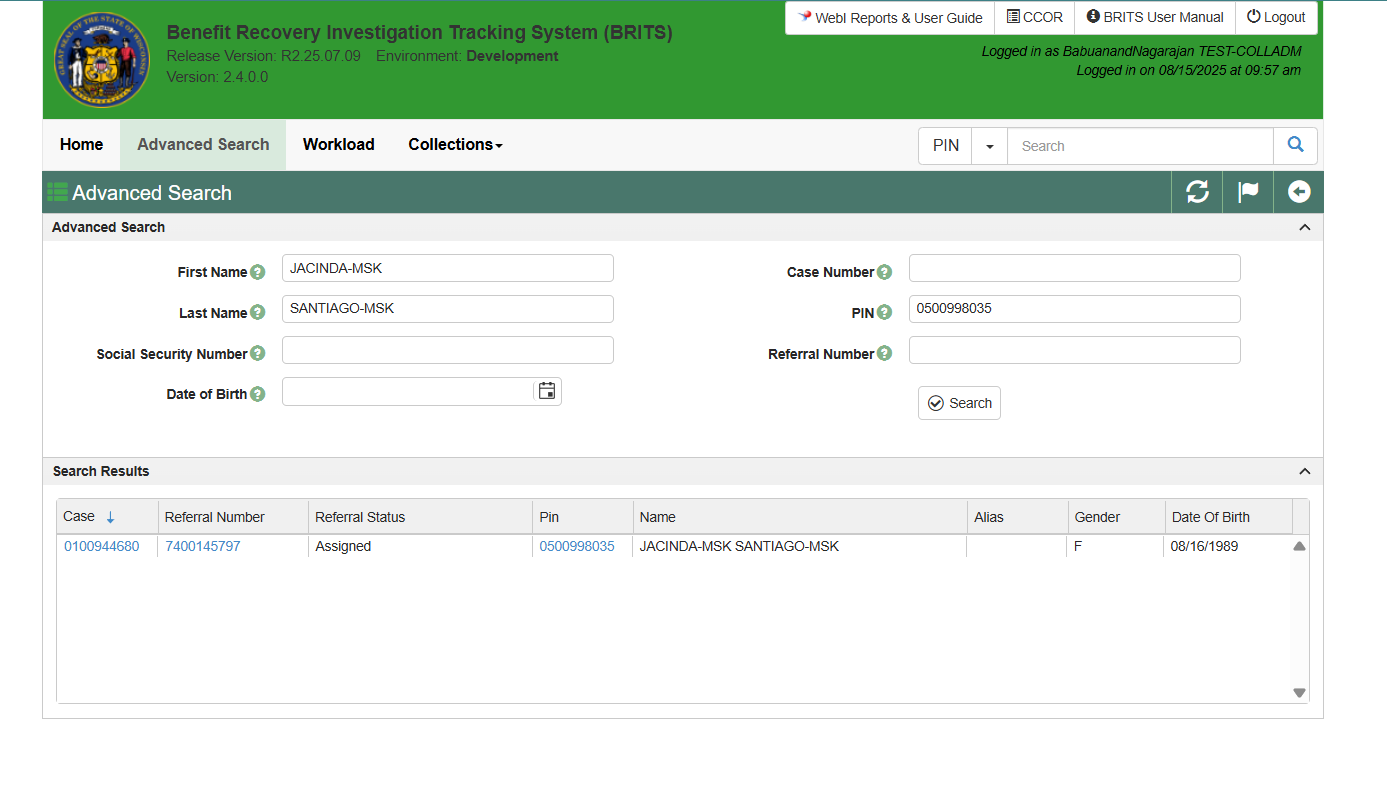 WebI Reports & User Guide CCOR BRITS User Manual Logout
Benefit Recovery Investigation Tracking System (BRITS)
Release Version: R2.25.07.09 Environment: Development
Version: 2.4.0.0
Logged in as BabuanandNagarajan TEST-COLLADM
Logged in on 08/15/2025 at 09:57 am
GREAT SEAL OF THE STATE OF WISCONSIN
Home Advanced Search Workload Collections PIN Search
Advanced Search
Advanced Search
First Name JACINDA-MSK Case Number
Last Name SANTIAGO-MSK PIN 0500998035
Social Security Number Referral Number
Date of Birth Search
Search Results
Case Referral Number Referral Status Pin Name Alias Gender Date Of Birth
0100944680 7400145797 Assigned 0500998035 JACINDA-MSK SANTIAGO-MSK F 08/16/1989